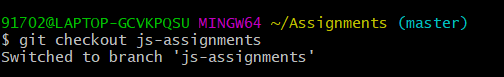 91702@LAPTOP-GCVKPQSU MINGW64 ~/Assignments (master)
$ git checkout js-assignments
Switched to branch 'js-assignments'